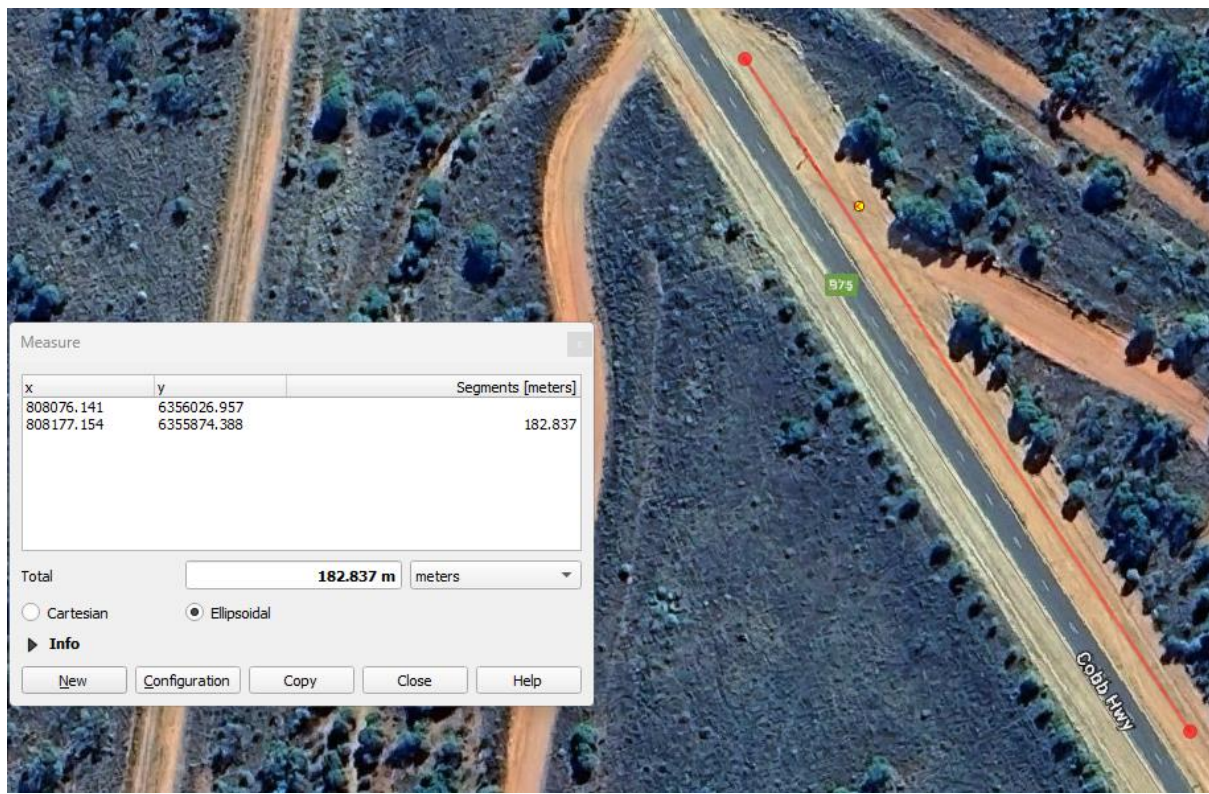 B75
Measure
x y Segments [meters]
808076.141 6356026.957
808177.154 6355874.388 182.837
Total 182.837 m meters
Cartesian Ellipsoidal
Info
New Configuration Copy Close Help
Cobb Hwy